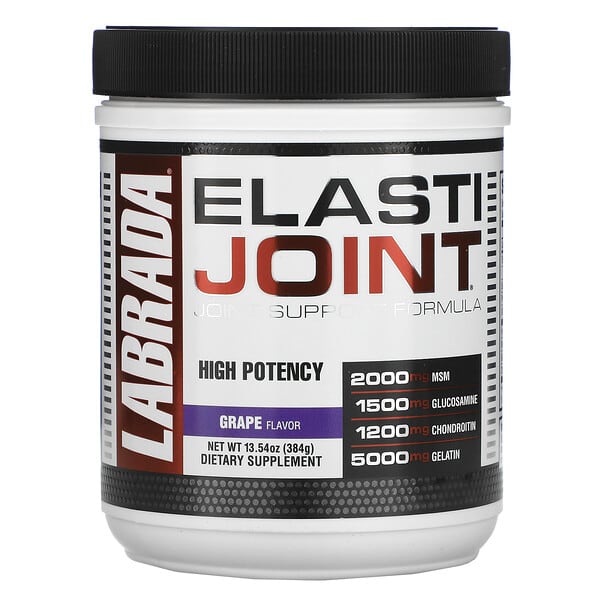 LABRADA®
ELASTI
JOINT®
JOINT SUPPORT FORMULA
HIGH POTENCY
GRAPE FLAVOR
NET WT 13.54oz (384g)
DIETARY SUPPLEMENT
2000mg MSM
1500mg GLUCOSAMINE
1200mg CHONDROITIN
5000mg GELATIN